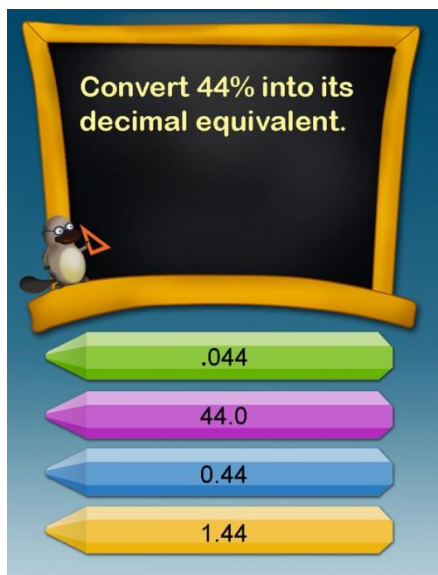 Convert 44% into its
decimal equivalent.
.044
44.0
0.44
1.44